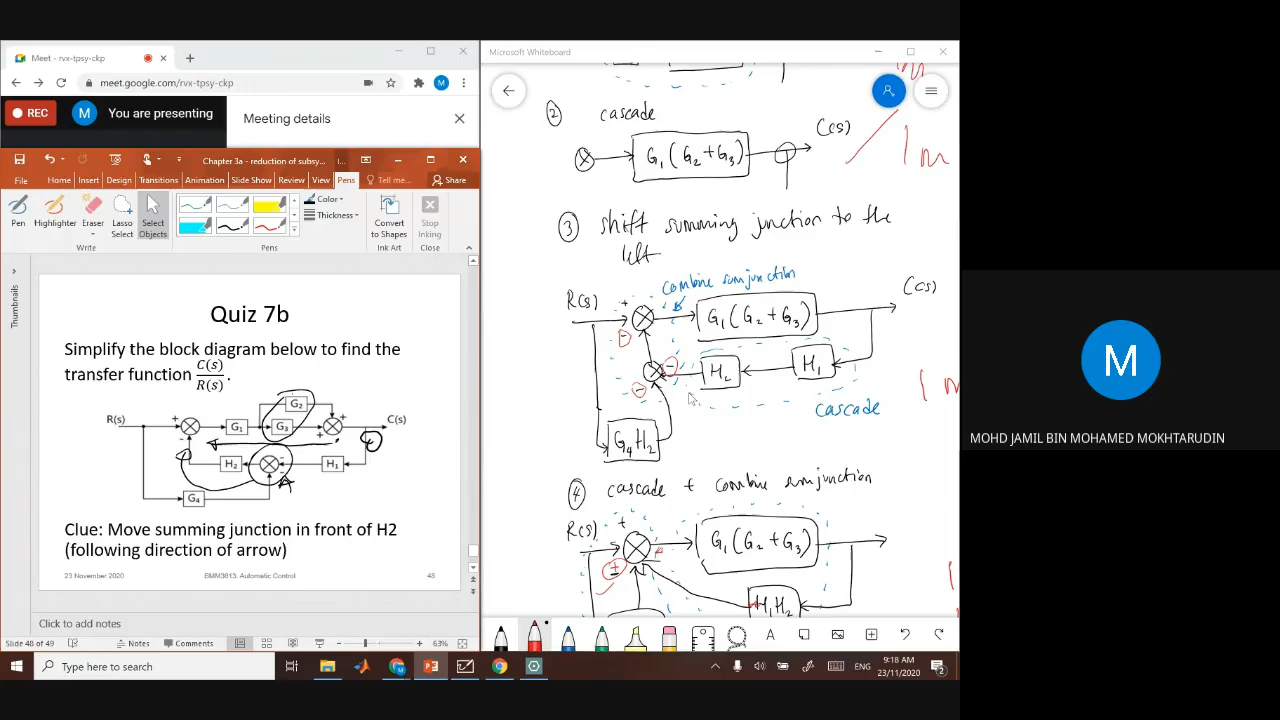 Meet - rvx-tpsy-ckp
meet.google.com/rvx-tpsy-ckp
M
REC
M
You are presenting
Meeting details
Chapter 3a - reduction of subsy...
File
Home
Insert
Design
Transitions
Animation
Slide Show
Review
View
Pens
Tell me...
Share
Pen
Highlighter
Eraser
Lasso Select
Select Objects
Color
Thickness
Convert to Shapes
Stop Inking
Write
Pens
Ink Art
Close
Thumbnails
Quiz 7b
Simplify the block diagram below to find the
transfer function C(s)/R(s).
G2
R(s) + G1 G3 + + C(s)
- H2 - - H1
A
G4
Clue: Move summing junction in front of H2
(following direction of arrow)
23 November 2020
EMM3813. Automatic Control
48
Click to add notes
Slide 48 of 49
Notes
Comments
63%
Microsoft Whiteboard
② cascade
G1(G2+G3) C(s)
1m
③ shift summing junction to the
left
combine sumjunction
R(s) + G1(G2+G3) C(s)
- - H2 H1
-
cascade
1m
G4H2
④ cascade + combine sumjunction
R(s) + G1(G2+G3)
±
H1H2
Type here to search
ENG
9:18 AM
23/11/2020
2
M
MOHD JAMIL BIN MOHAMED MOKHTARUDIN